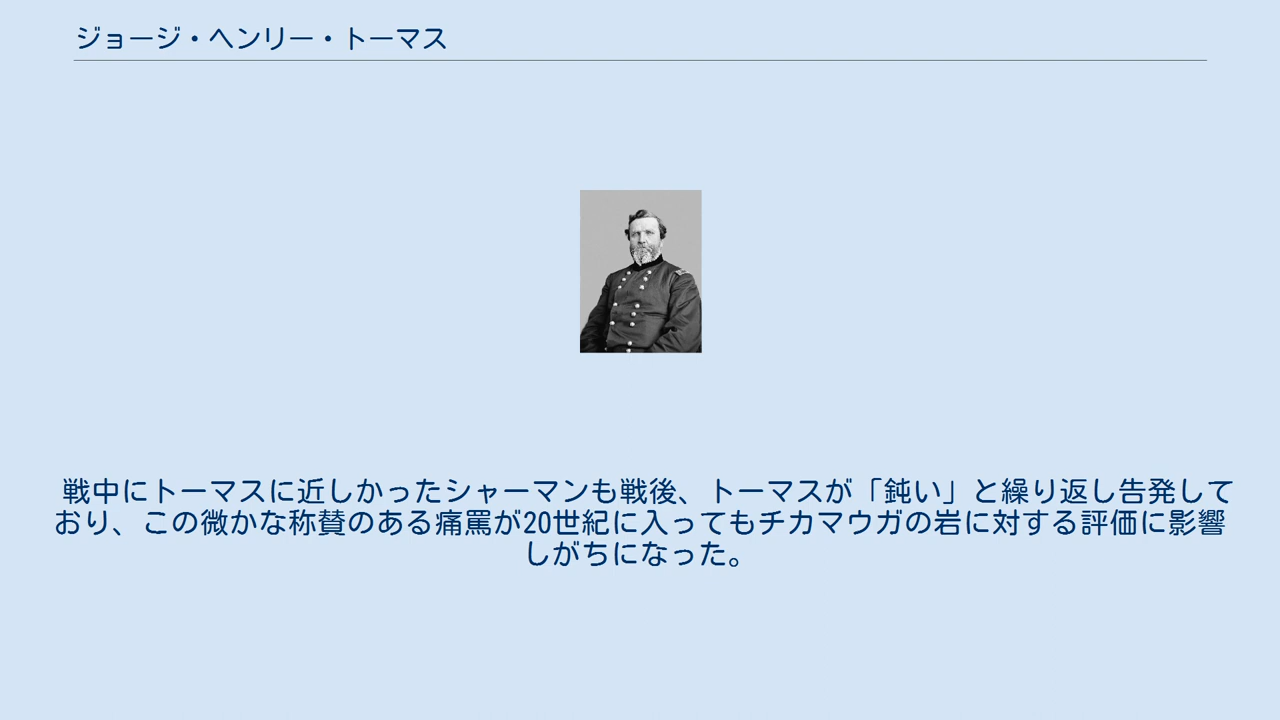 ジョージ・ヘンリー・トーマス
戦中にトーマスに近しかったシャーマンも戦後、トーマスが「鈍い」と繰り返し告発して
おり、この微かな称賛のある痛罵が20世紀に入ってもチカマウガの岩に対する評価に影響
しがちになった。